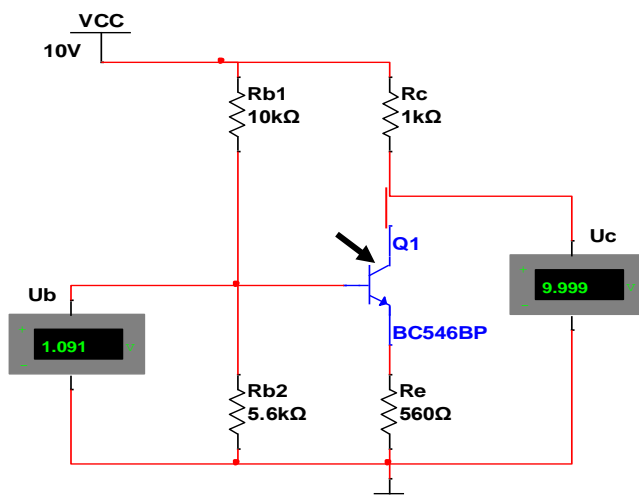 VCC
10V
Rb1
10kΩ
Rc
1kΩ
Q1
Uc
+
9.999
V
–
Ub
+
1.091
V
–
BC546BP
Rb2
5.6kΩ
Re
560Ω